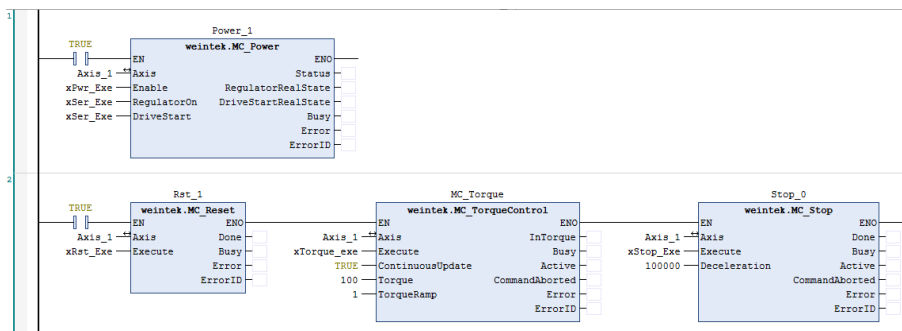 1
Power_1
TRUE
weintek.MC_Power
EN ENO
Axis_1 Axis Status
xPwr_Exe Enable RegulatorRealState
xSer_Exe RegulatorOn DriveStartRealState
xSer_Exe DriveStart Busy
Error
ErrorID
2
Rst_1 MC_Torque Stop_0
TRUE weintek.MC_Reset weintek.MC_TorqueControl weintek.MC_Stop
EN ENO EN ENO EN ENO
Axis_1 Axis Done Axis_1 Axis InTorque Axis_1 Axis Done
xRst_Exe Execute Busy xTorque_exe Execute Busy xStop_Exe Execute Busy
Error TRUE ContinuousUpdate Active 100000 Deceleration Active
ErrorID 100 Torque CommandAborted CommandAborted
1 TorqueRamp Error Error
ErrorID ErrorID